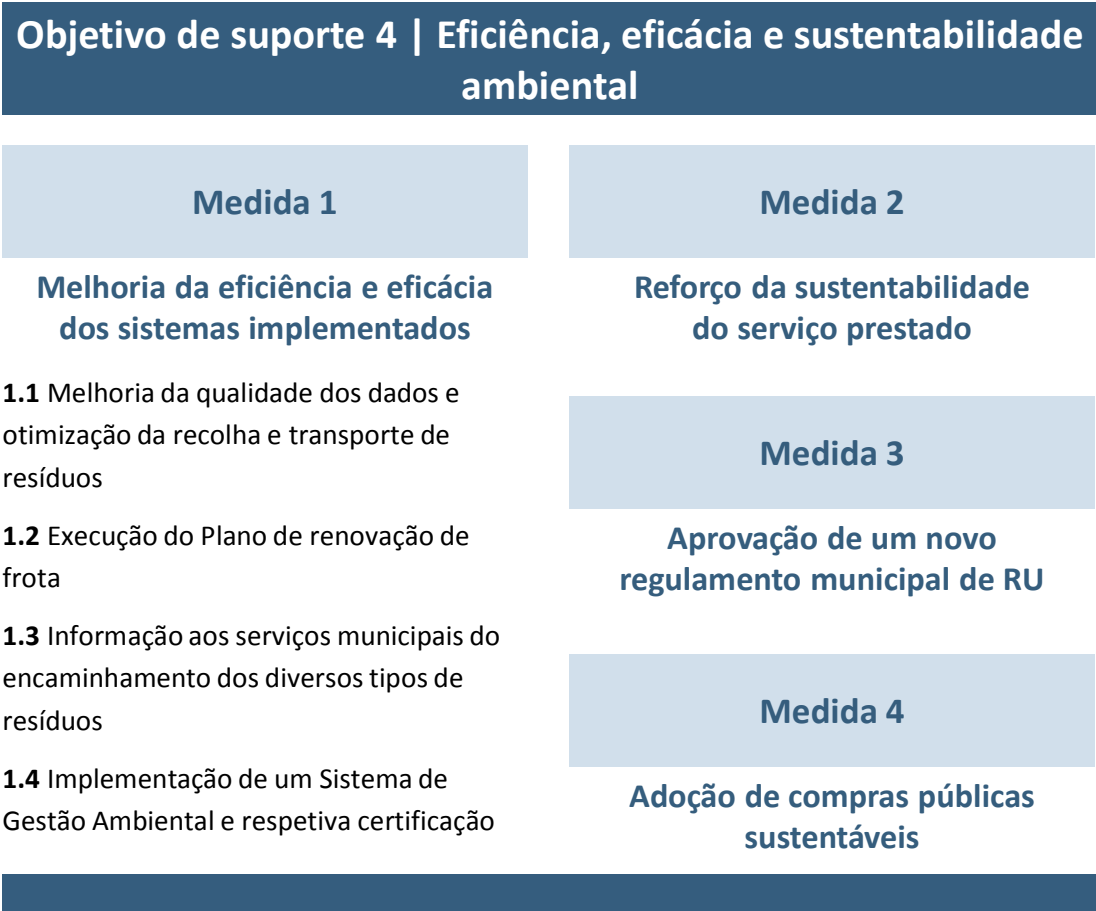 Objetivo de suporte 4 | Eficiência, eficácia e sustentabilidade
ambiental
Medida 1
Melhoria da eficiência e eficácia
dos sistemas implementados
1.1 Melhoria da qualidade dos dados e
otimização da recolha e transporte de
resíduos
1.2 Execução do Plano de renovação de
frota
1.3 Informação aos serviços municipais do
encaminhamento dos diversos tipos de
resíduos
1.4 Implementação de um Sistema de
Gestão Ambiental e respetiva certificação
Medida 2
Reforço da sustentabilidade
do serviço prestado
Medida 3
Aprovação de um novo
regulamento municipal de RU
Medida 4
Adoção de compras públicas
sustentáveis